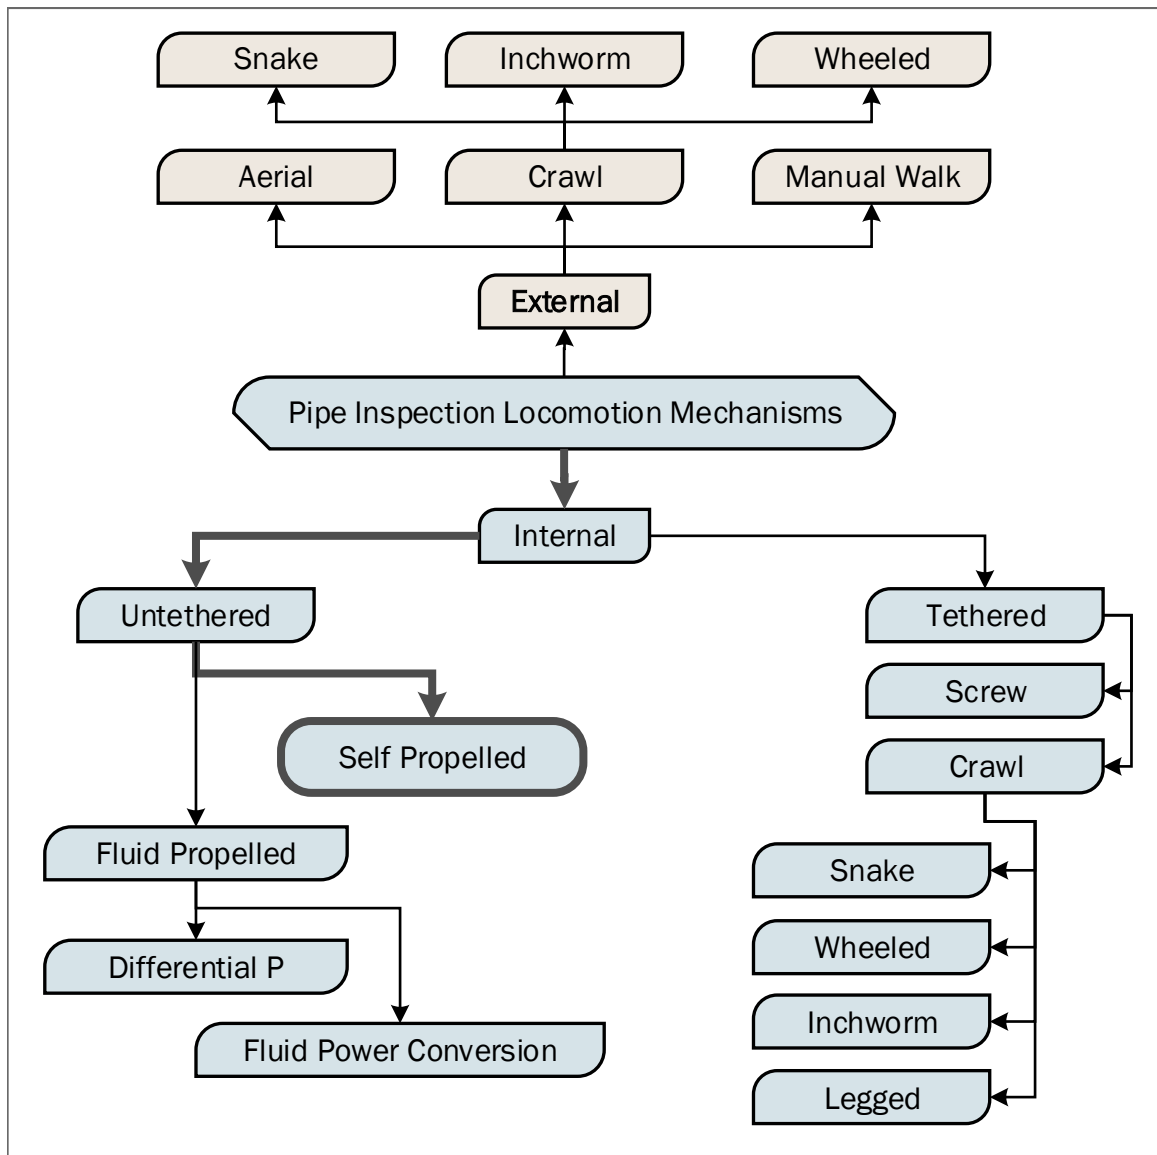 Snake
Inchworm
Wheeled
Aerial
Crawl
Manual Walk
External
Pipe Inspection Locomotion Mechanisms
Internal
Untethered
Tethered
Screw
Self Propelled
Crawl
Fluid Propelled
Snake
Wheeled
Differential P
Inchworm
Fluid Power Conversion
Legged